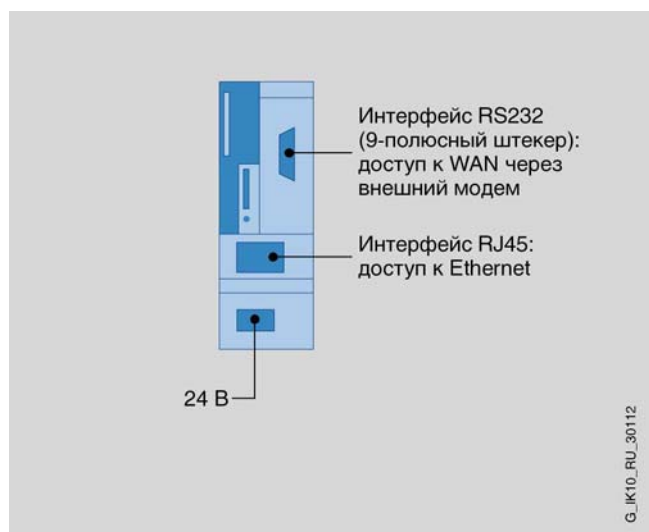 Интерфейс RS232
(9-полюсный штекер):
доступ к WAN через
внешний модем
Интерфейс RJ45:
доступ к Ethernet
24 В
G_IK10_RU_30112